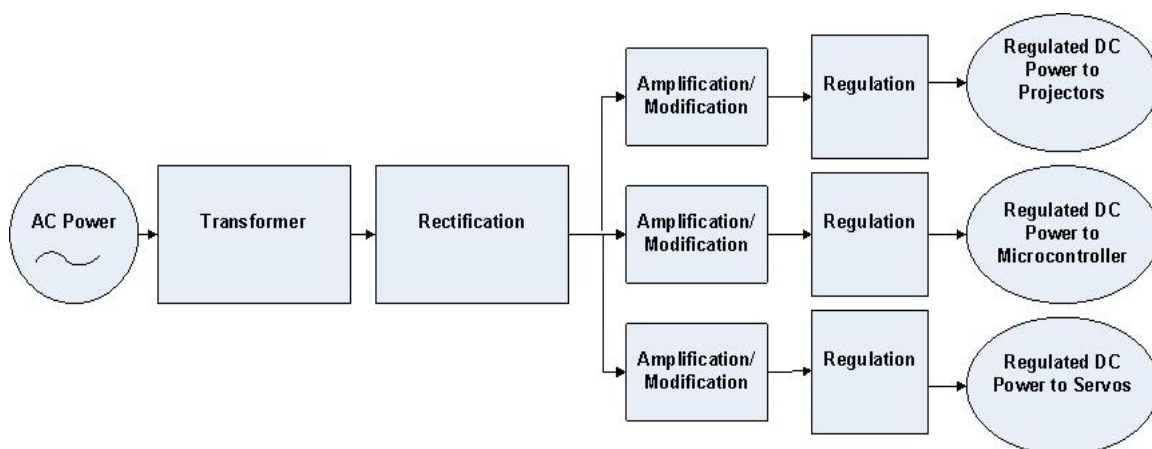 AC Power
Transformer
Rectification
Amplification/
Modification
Regulation
Regulated DC
Power to
Projectors
Amplification/
Modification
Regulation
Regulated DC
Power to
Microcontroller
Amplification/
Modification
Regulation
Regulated DC
Power to Servos